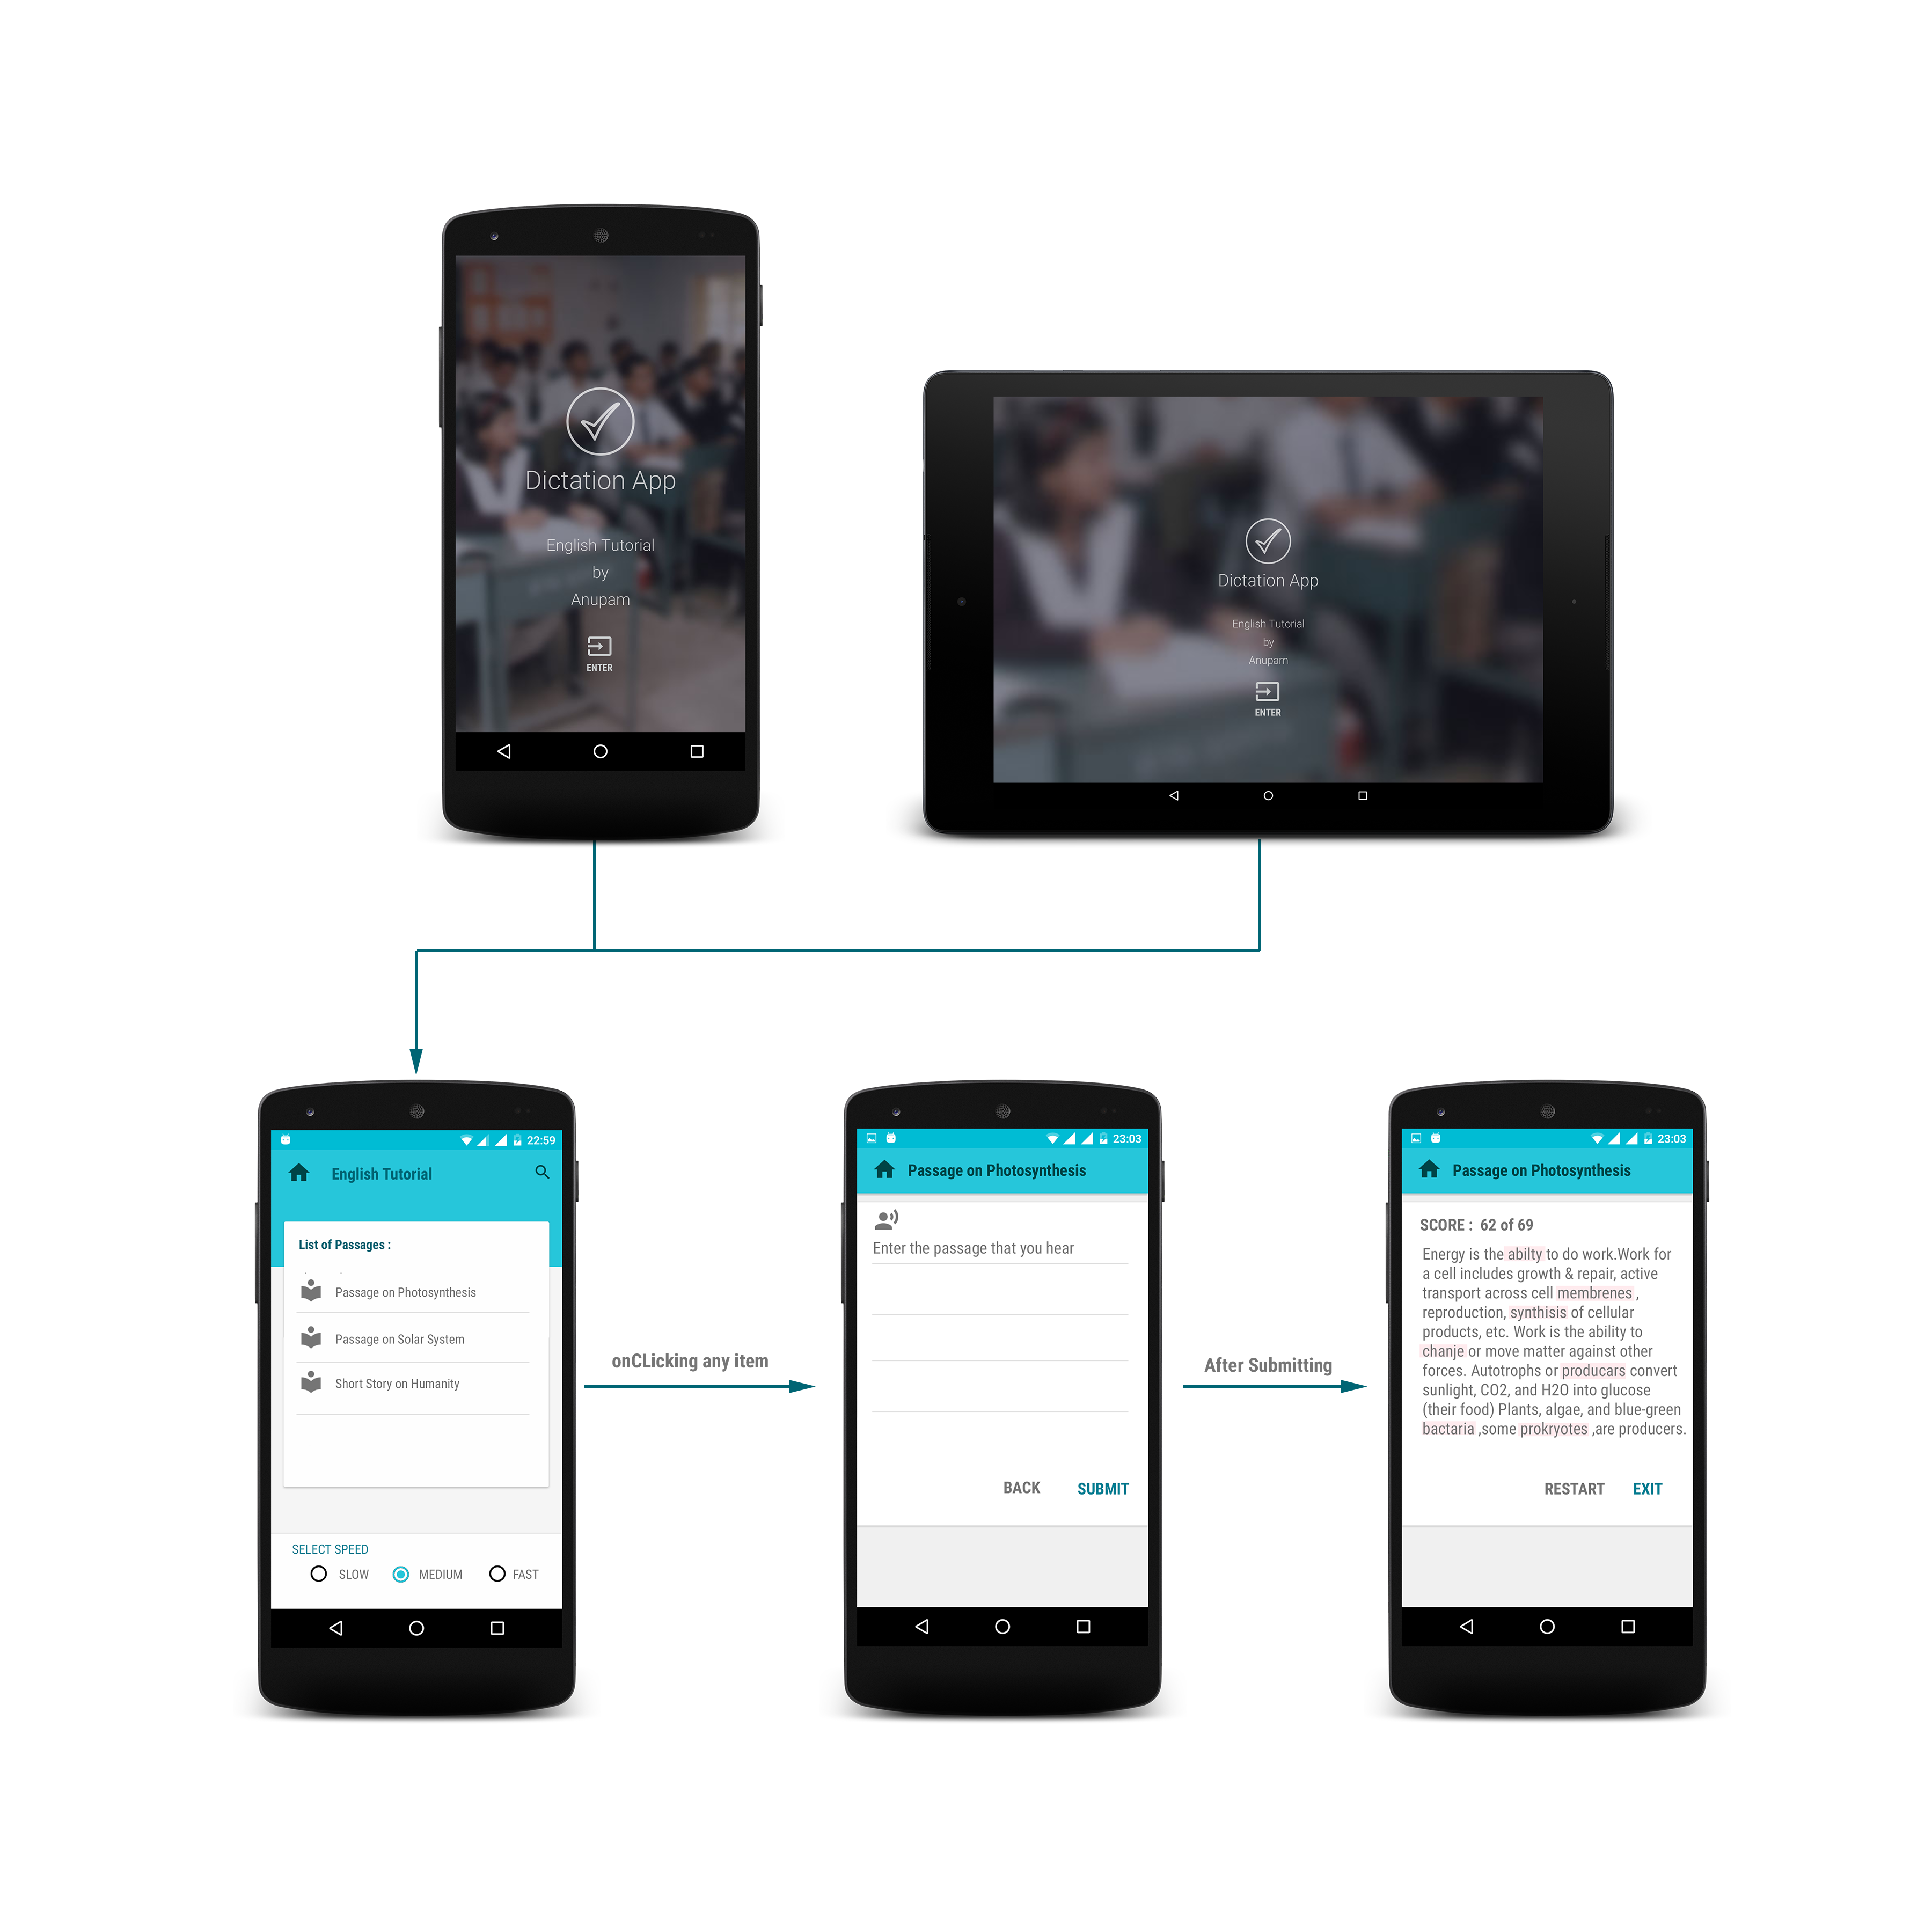 Dictation App
English Tutorial
by
Anupam
ENTER
Dictation App
English Tutorial
by
Anupam
ENTER
22:59
English Tutorial
List of Passages :
Passage on Photosynthesis
Passage on Solar System
Short Story on Humanity
SELECT SPEED
SLOW MEDIUM FAST
onCLicking any item
23:03
Passage on Photosynthesis
Enter the passage that you hear
BACK SUBMIT
After Submitting
23:03
Passage on Photosynthesis
SCORE : 62 of 69
Energy is the abilty to do work.Work for
a cell includes growth & repair, active
transport across cell membrenes ,
reproduction, synthisis of cellular
products, etc. Work is the ability to
chanje or move matter against other
forces. Autotrophs or producars convert
sunlight, CO2, and H2O into glucose
(their food) Plants, algae, and blue-green
bactaria ,some prokryotes ,are producers.
RESTART EXIT